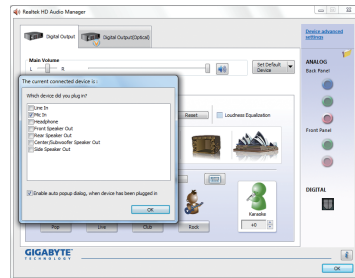 Realtek HD Audio Manager
Digital Output
Digital Output(Optical)
Device advanced
settings
Main Volume
L
R
Set Default
Device
ANALOG
Back Panel
The current connected device is :
Which device did you plug in?
Line In
Mic In
Headphone
Front Speaker Out
Rear Speaker Out
Center/Subwoofer Speaker Out
Side Speaker Out
Enable auto popup dialog, when device has been plugged in
OK
Reset
Loudness Equalization
Front Panel
DIGITAL
Pop
Live
Club
Rock
Karaoke
+0
GIGABYTE
TECHNOLOGY
OK